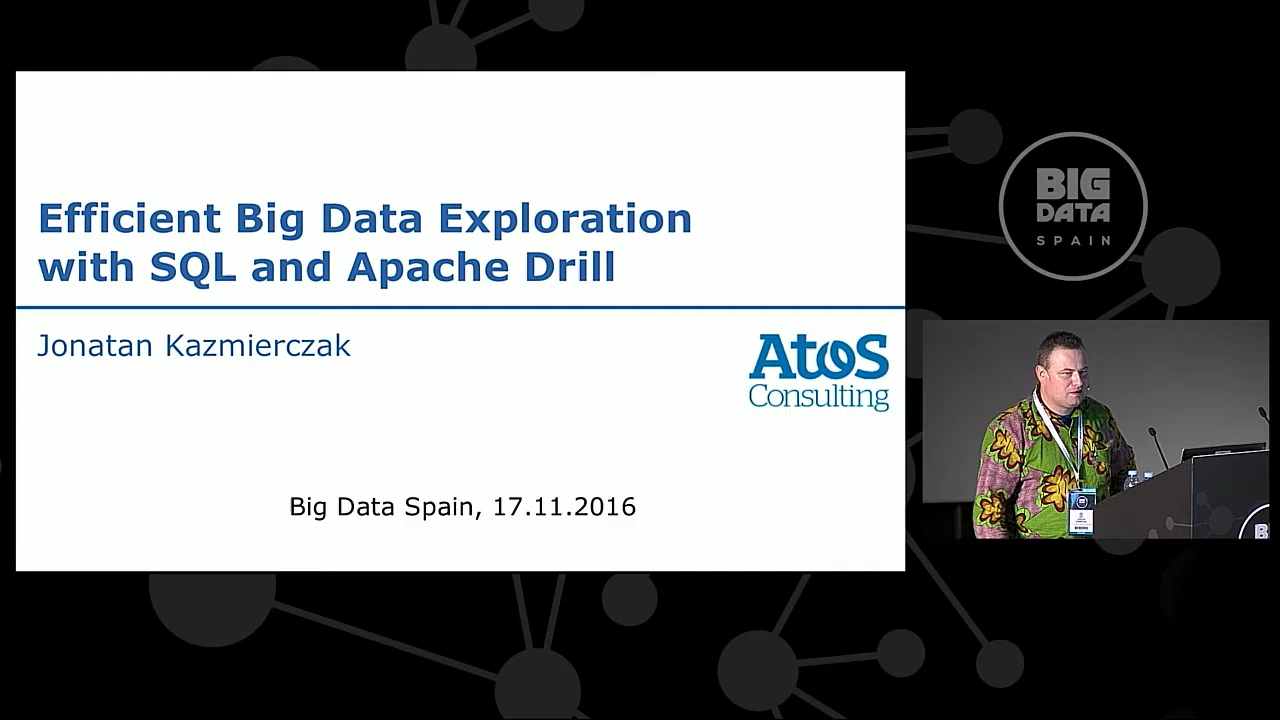 Efficient Big Data Exploration
with SQL and Apache Drill
Jonatan Kazmierczak
Atos
Consulting
Big Data Spain, 17.11.2016
BIG
DATA
SPAIN